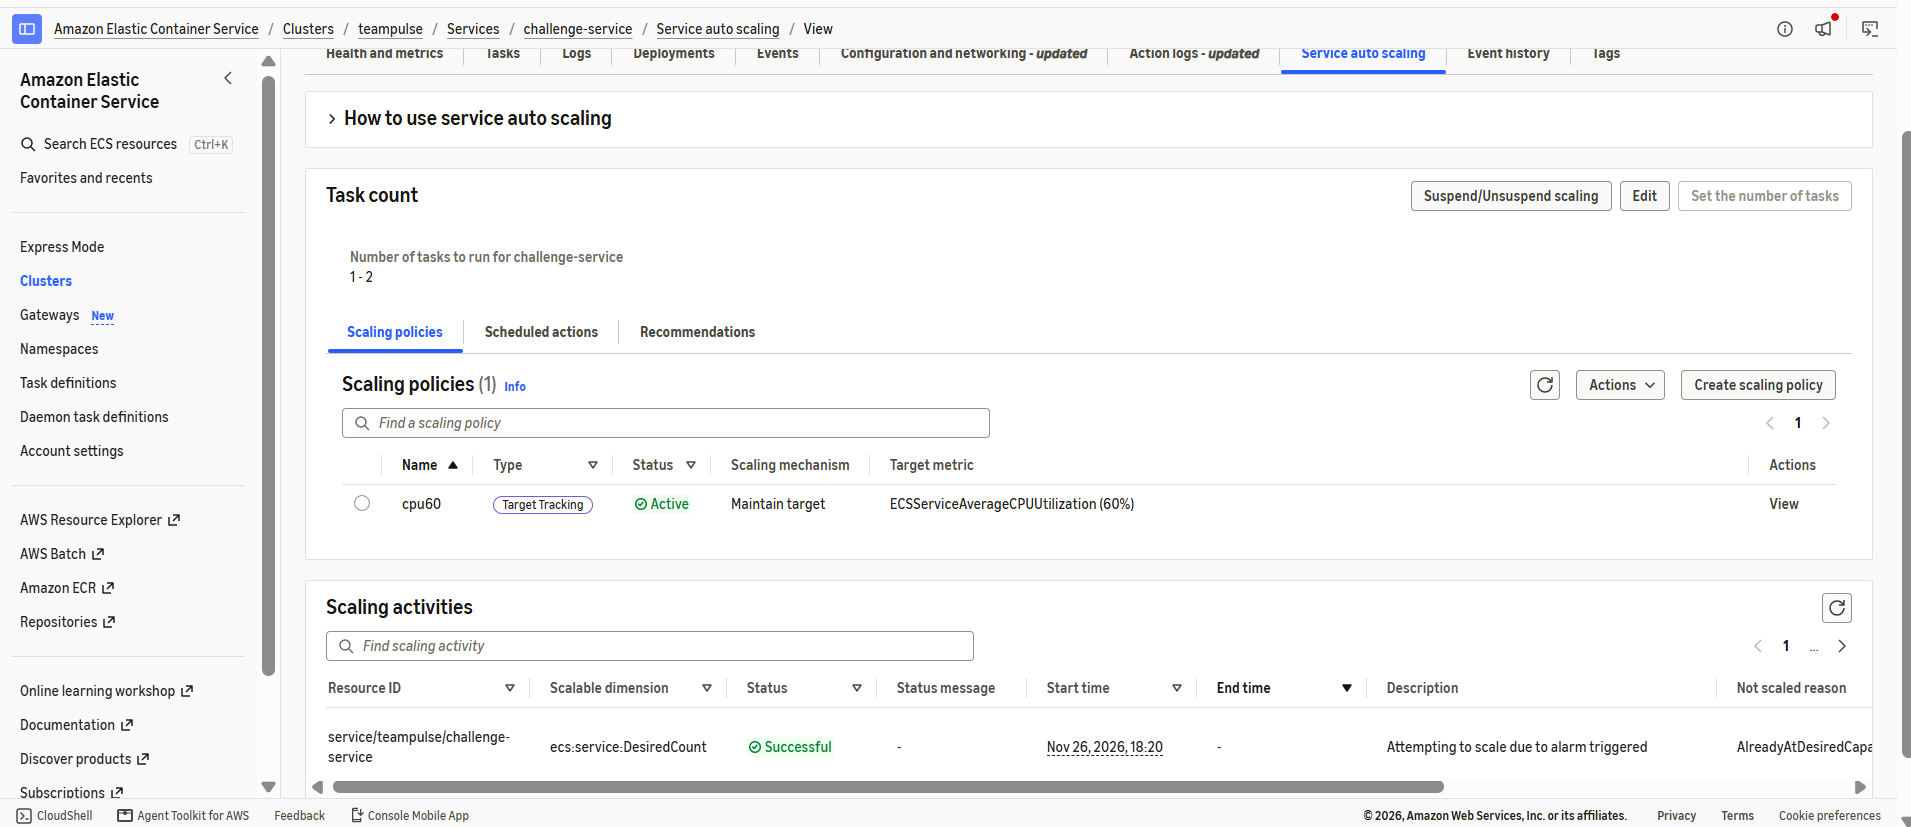 Amazon Elastic Container Service / Clusters / teampulse / Services / challenge-service / Service auto scaling / View
Amazon Elastic Container Service
Search ECS resources Ctrl+K
Favorites and recents
Express Mode
Clusters
Gateways New
Namespaces
Task definitions
Daemon task definitions
Account settings
AWS Resource Explorer
AWS Batch
Amazon ECR
Repositories
Online learning workshop
Documentation
Discover products
Subscriptions
Health and metrics Tasks Logs Deployments Events Configuration and networking - updated Action logs - updated Service auto scaling Event history Tags
How to use service auto scaling
Task count Suspend/Unsuspend scaling Edit Set the number of tasks
Number of tasks to run for challenge-service
1 - 2
Scaling policies Scheduled actions Recommendations
Scaling policies (1) Info Actions Create scaling policy
Find a scaling policy 1
Name Type Status Scaling mechanism Target metric Actions
cpu60 Target Tracking Active Maintain target ECSServiceAverageCPUUtilization (60%) View
Scaling activities
Find scaling activity 1 ...
Resource ID Scalable dimension Status Status message Start time End time Description Not scaled reason
service/teampulse/challenge-service ecs:service:DesiredCount Successful - Nov 26, 2026, 18:20 - Attempting to scale due to alarm triggered AlreadyAtDesiredCapa
CloudShell Agent Toolkit for AWS Feedback Console Mobile App © 2026, Amazon Web Services, Inc. or its affiliates. Privacy Terms Cookie preferences